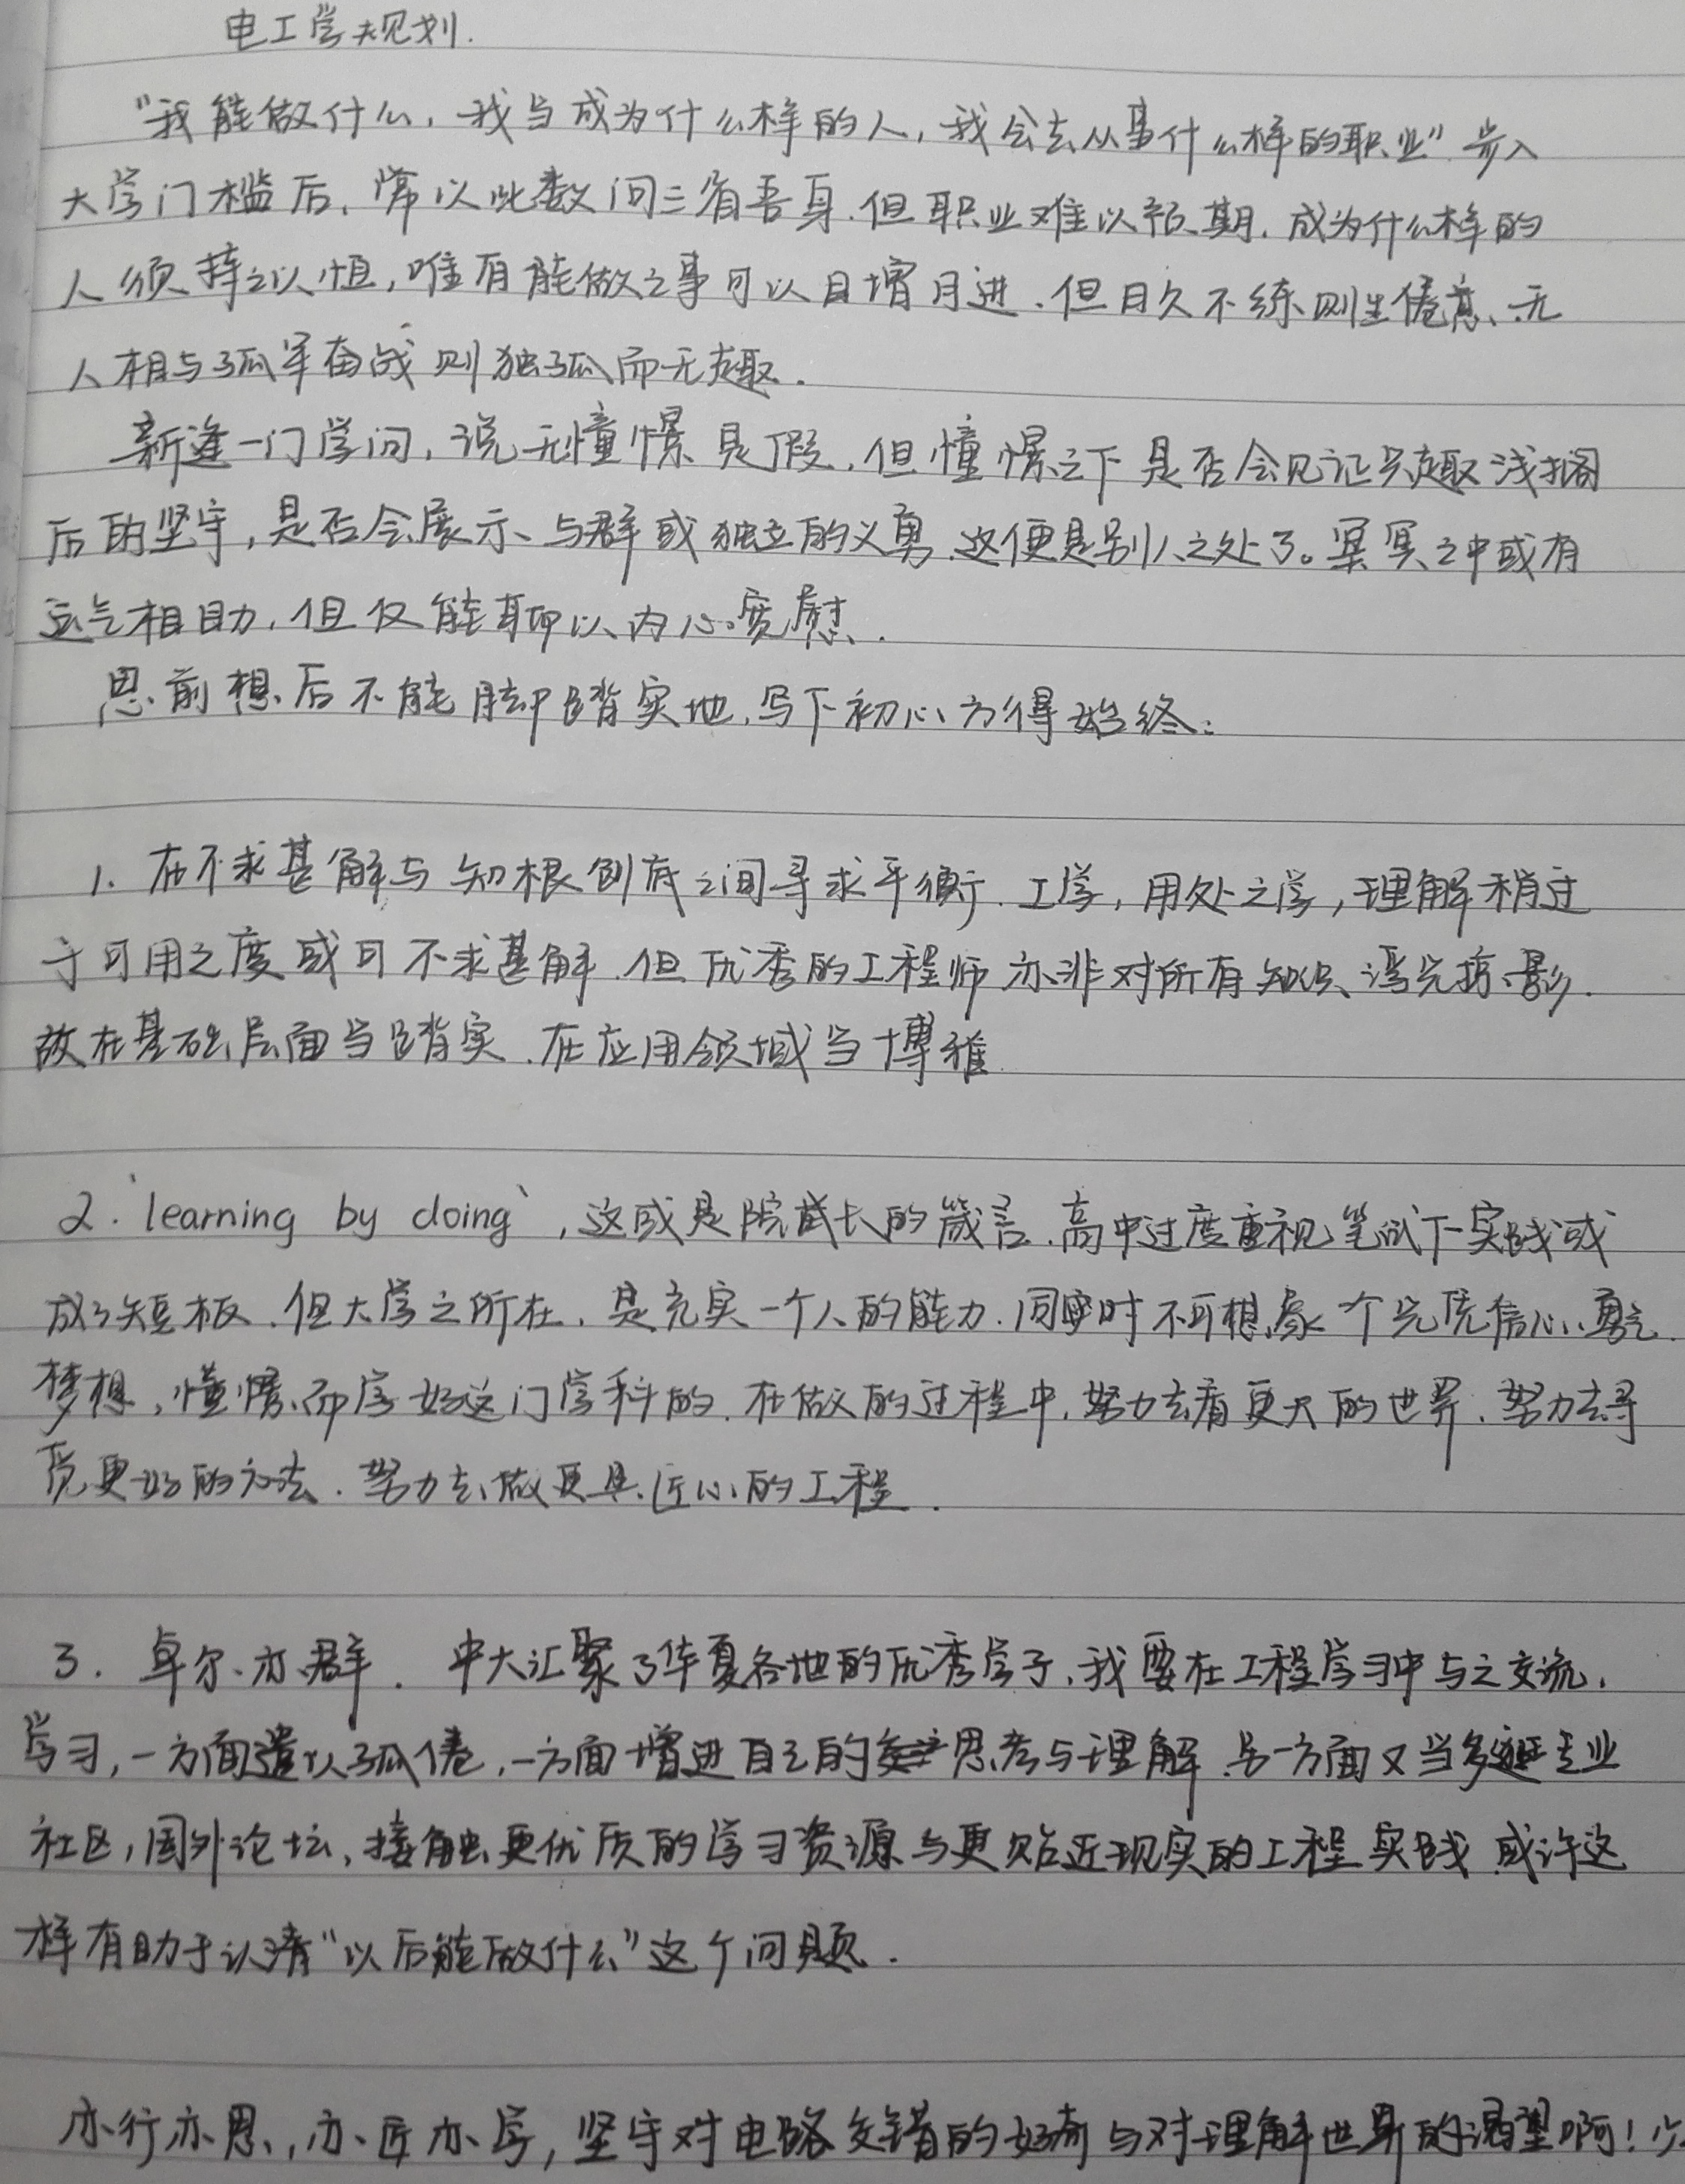 电工学规划.
"我能做什么,我当成为什么样的人,我会去从事什么样的职业"步入
大学门槛后,常以此数问三省吾身.但职业难以预期.成为什么样的
人须择之以恒,唯有能做之事可以日增月进.但日久不练则生倦意、无
人相与孤军奋战则独孤而无趣.
新逢一门学问,说无憧憬是假,但憧憬之下是否会见证兴趣浅搁
后的坚守,是否会展示、与群或独立的义勇.这便是别人之处了。冥冥之中或有
运气相助,但仅能聊以内心宽慰.
思前想后不能脚踏实地,写下初心方得始终:
1. 在不求甚解与知根刨底之间寻求平衡.工学,用处之学,理解稍过
于可用之度或可不求甚解.但优秀的工程师亦非对所有知识浮光掠影.
故在基础层面当踏实.在应用领域当博雅
2. 'learning by doing',这或是院长的箴言.高中过度重视笔试下实践或
成了短板.但大学之所在,是充实一个人的能力.同时不可想象一个光凭信心、勇气
梦想,憧憬而学好这门学科的.在做的过程中,努力去看更大的世界.努力去寻
觅更好的方法.努力去做更具匠心的工程.
3. 卓尔亦群. 中大汇聚了华夏各地的优秀学子,我要在工程学习中与之交流,
学习,一方面遣以孤倦,一方面增进自己的思考与理解.另一方面又当多逛专业
社区,国外论坛,接触更优质的学习资源与更贴近现实的工程实践 或许这
样有助于认清"以后能做什么"这个问题.
亦行亦思,亦匠亦学,坚守对电路交错的好奇与对理解世界的渴望啊!少